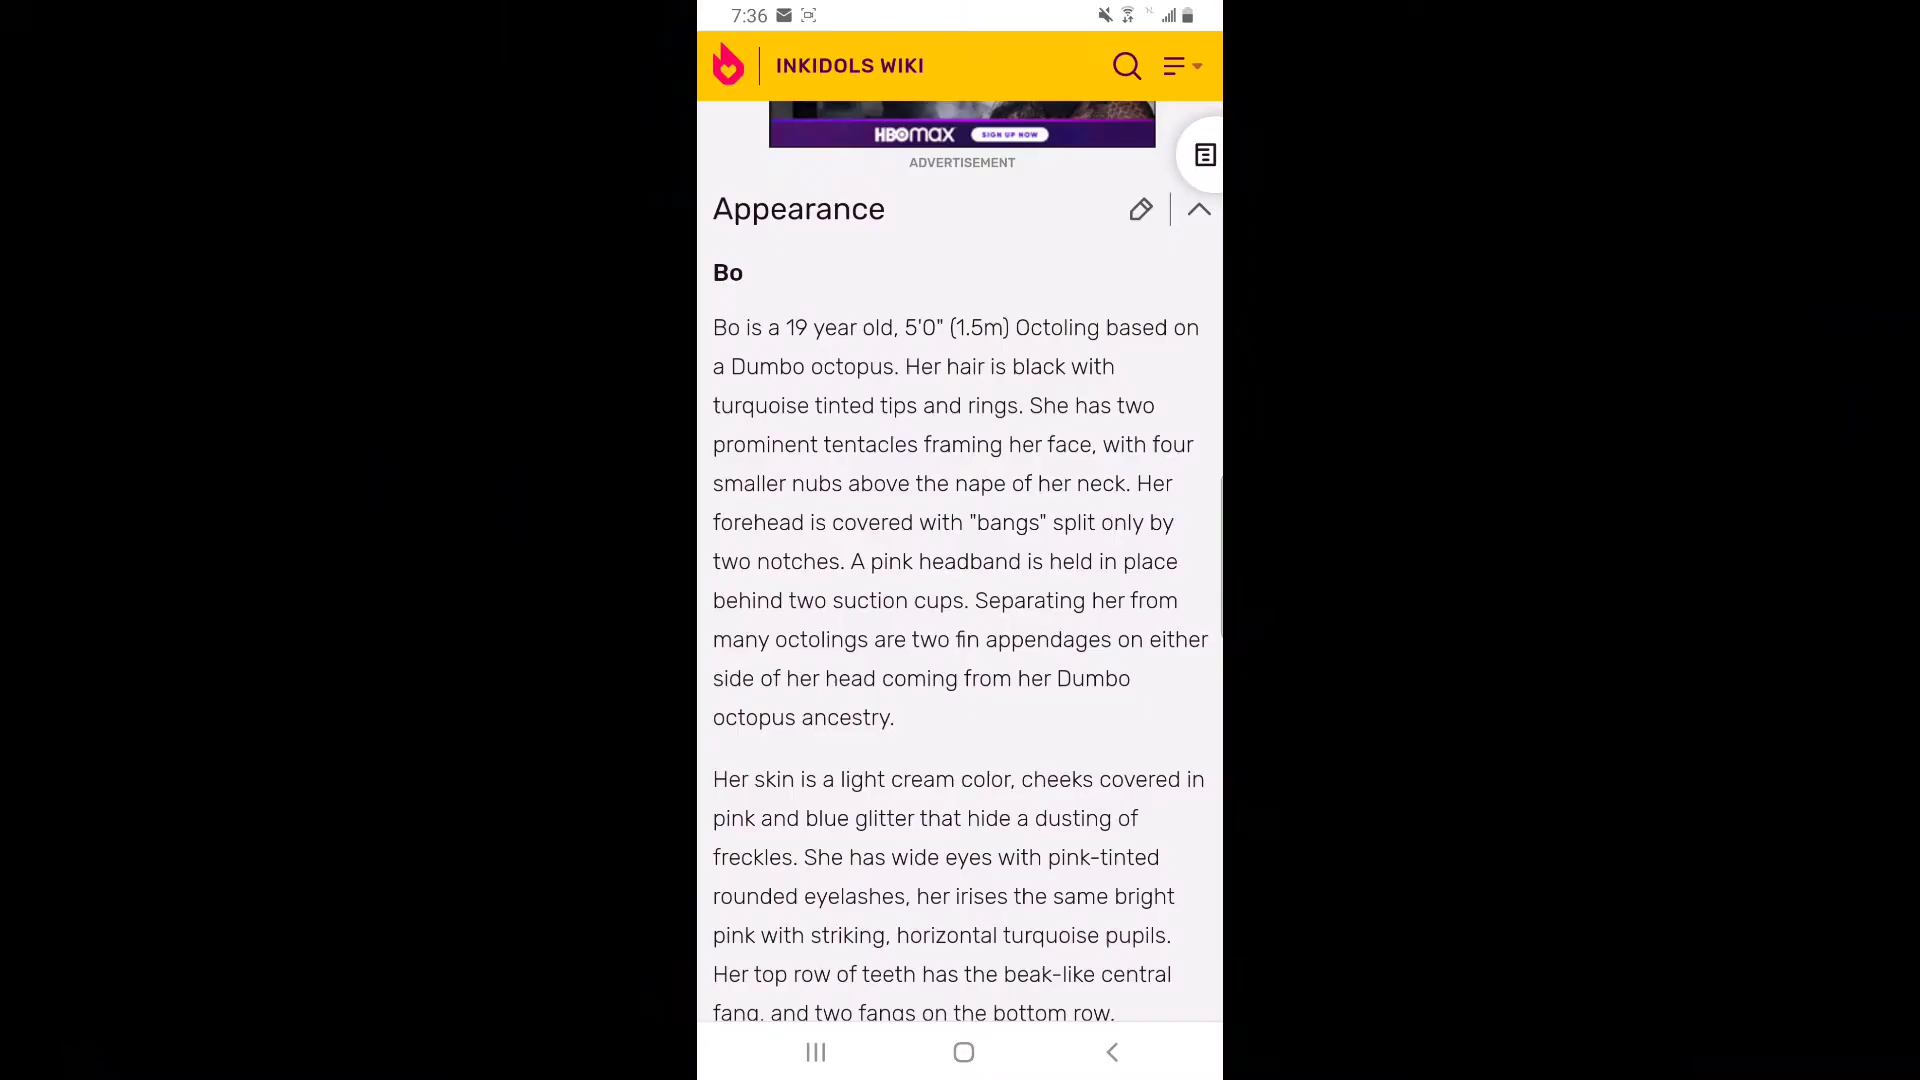 7:36
INKIDOLS WIKI
HBOMAX SIGN UP NOW
ADVERTISEMENT
Appearance
Bo
Bo is a 19 year old, 5'0" (1.5m) Octoling based on
a Dumbo octopus. Her hair is black with
turquoise tinted tips and rings. She has two
prominent tentacles framing her face, with four
smaller nubs above the nape of her neck. Her
forehead is covered with "bangs" split only by
two notches. A pink headband is held in place
behind two suction cups. Separating her from
many octolings are two fin appendages on either
side of her head coming from her Dumbo
octopus ancestry.
Her skin is a light cream color, cheeks covered in
pink and blue glitter that hide a dusting of
freckles. She has wide eyes with pink-tinted
rounded eyelashes, her irises the same bright
pink with striking, horizontal turquoise pupils.
Her top row of teeth has the beak-like central
fang, and two fangs on the bottom row.